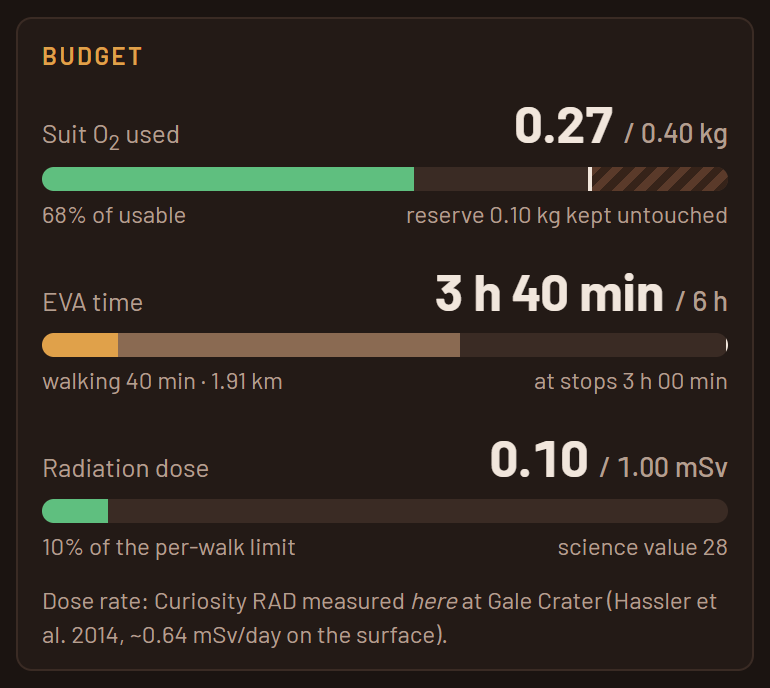 BUDGET
Suit O₂ used 0.27 / 0.40 kg
68% of usable reserve 0.10 kg kept untouched
EVA time 3 h 40 min / 6 h
walking 40 min · 1.91 km at stops 3 h 00 min
Radiation dose 0.10 / 1.00 mSv
10% of the per-walk limit science value 28
Dose rate: Curiosity RAD measured here at Gale Crater (Hassler et
al. 2014, ~0.64 mSv/day on the surface).